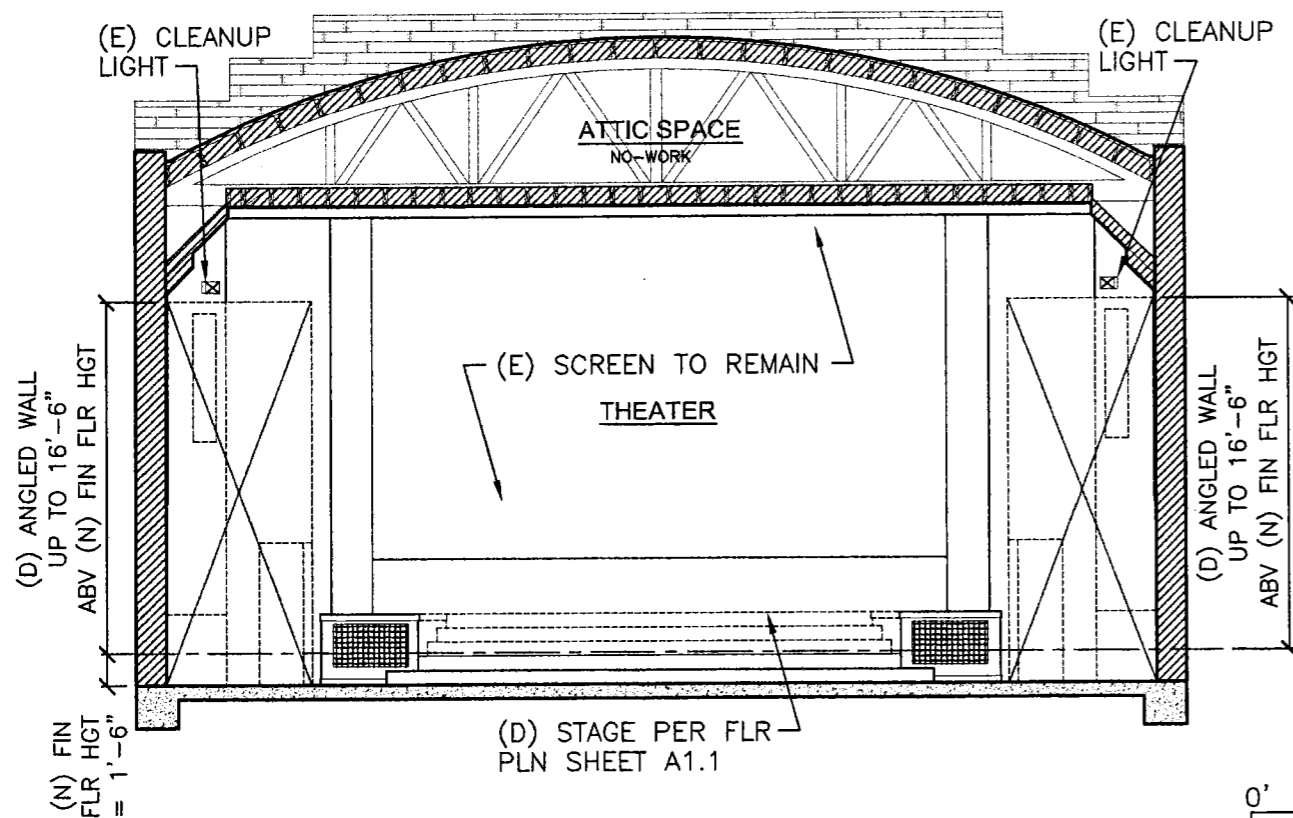 (E) CLEANUP
LIGHT
(E) CLEANUP
LIGHT
ATTIC SPACE
NO-WORK
(E) SCREEN TO REMAIN
THEATER
(D) ANGLED WALL
UP TO 16'-6"
ABV (N) FIN FLR HGT
(D) ANGLED WALL
UP TO 16'-6"
ABV (N) FIN FLR HGT
(N) FIN
FLR HGT
= 1'-6"
(D) STAGE PER FLR
PLN SHEET A1.1
0'